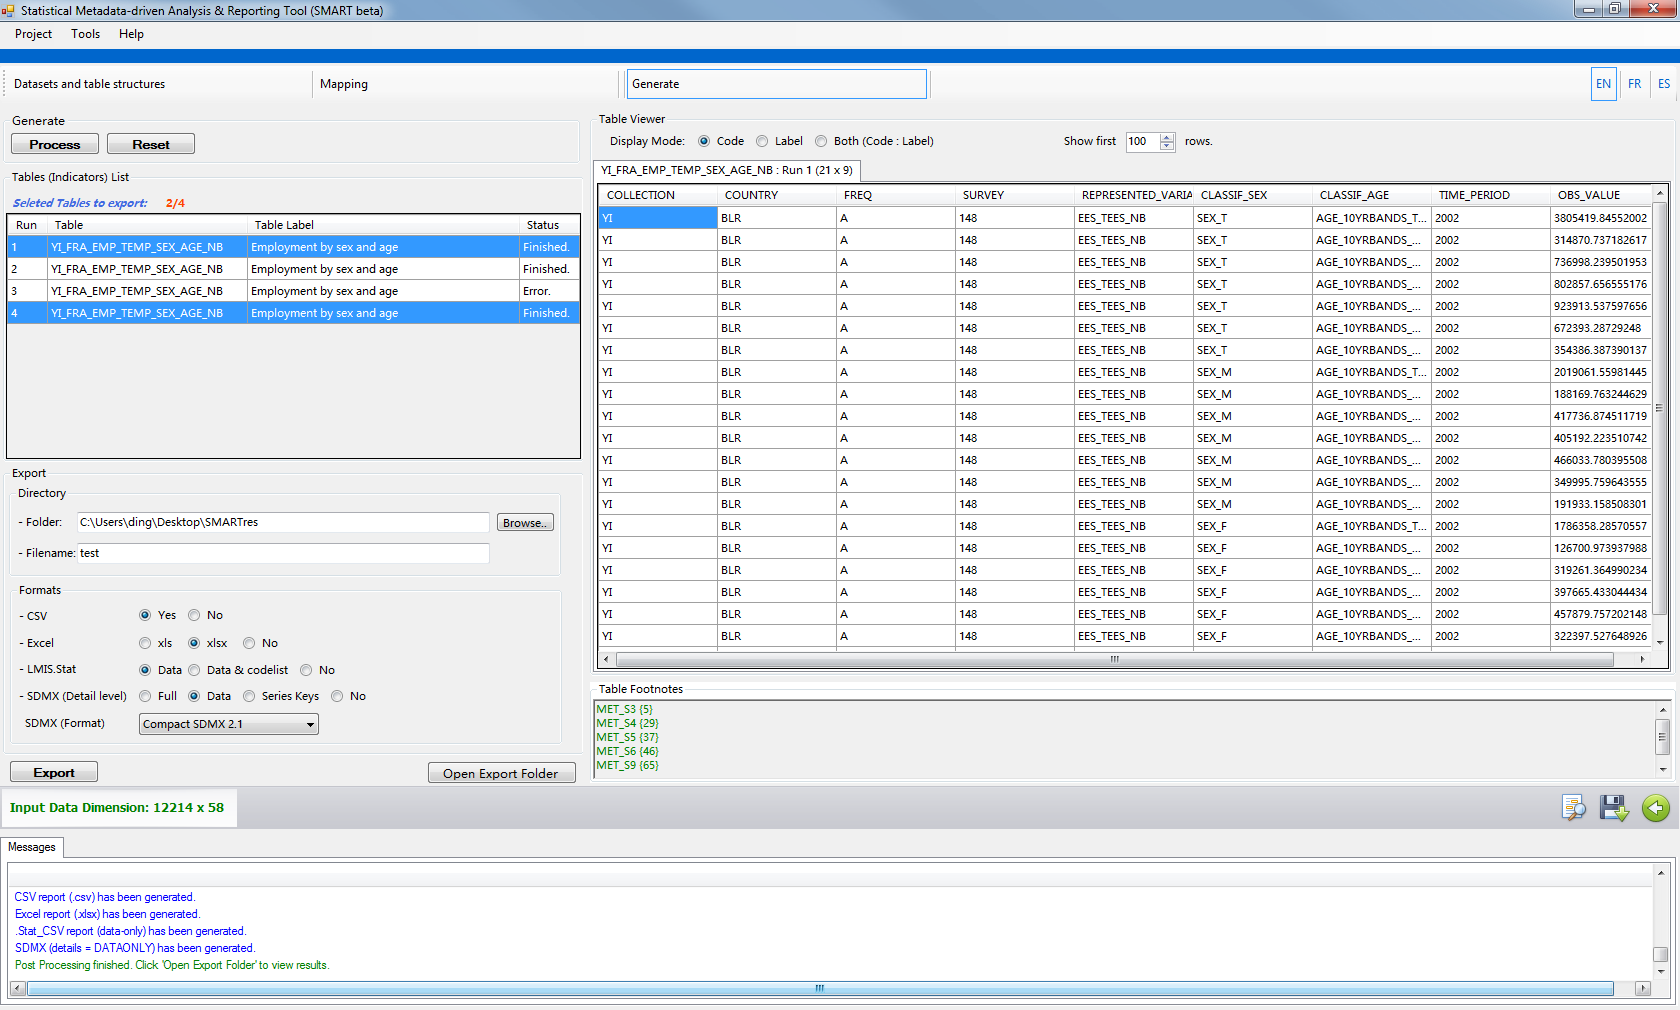 Statistical Metadata-driven Analysis & Reporting Tool (SMART beta)
Project Tools Help
Datasets and table structures Mapping Generate EN FR ES
Generate
Process Reset
Tables (Indicators) List
Seleted Tables to export: 2/4
Run Table Table Label Status
1 YI_FRA_EMP_TEMP_SEX_AGE_NB Employment by sex and age Finished.
2 YI_FRA_EMP_TEMP_SEX_AGE_NB Employment by sex and age Finished.
3 YI_FRA_EMP_TEMP_SEX_AGE_NB Employment by sex and age Error.
4 YI_FRA_EMP_TEMP_SEX_AGE_NB Employment by sex and age Finished.
Export
Directory
- Folder: C:\Users\ding\Desktop\SMARTres Browse..
- Filename: test
Formats
- CSV Yes No
- Excel xls xlsx No
- LMIS.Stat Data Data & codelist No
- SDMX (Detail level) Full Data Series Keys No
SDMX (Format) Compact SDMX 2.1
Export Open Export Folder
Table Viewer
Display Mode: Code Label Both (Code : Label) Show first 100 rows.
YI_FRA_EMP_TEMP_SEX_AGE_NB : Run 1 (21 x 9)
COLLECTION COUNTRY FREQ SURVEY REPRESENTED_VARIA CLASSIF_SEX CLASSIF_AGE TIME_PERIOD OBS_VALUE
YI BLR A 148 EES_TEES_NB SEX_T AGE_10YRBANDS_T... 2002 3805419.84552002
YI BLR A 148 EES_TEES_NB SEX_T AGE_10YRBANDS_... 2002 314870.737182617
YI BLR A 148 EES_TEES_NB SEX_T AGE_10YRBANDS_... 2002 736998.239501953
YI BLR A 148 EES_TEES_NB SEX_T AGE_10YRBANDS_... 2002 802857.656555176
YI BLR A 148 EES_TEES_NB SEX_T AGE_10YRBANDS_... 2002 923913.537597656
YI BLR A 148 EES_TEES_NB SEX_T AGE_10YRBANDS_... 2002 672393.28729248
YI BLR A 148 EES_TEES_NB SEX_T AGE_10YRBANDS_... 2002 354386.387390137
YI BLR A 148 EES_TEES_NB SEX_M AGE_10YRBANDS_T... 2002 2019061.55981445
YI BLR A 148 EES_TEES_NB SEX_M AGE_10YRBANDS_... 2002 188169.763244629
YI BLR A 148 EES_TEES_NB SEX_M AGE_10YRBANDS_... 2002 417736.874511719
YI BLR A 148 EES_TEES_NB SEX_M AGE_10YRBANDS_... 2002 405192.223510742
YI BLR A 148 EES_TEES_NB SEX_M AGE_10YRBANDS_... 2002 466033.780395508
YI BLR A 148 EES_TEES_NB SEX_M AGE_10YRBANDS_... 2002 349995.759643555
YI BLR A 148 EES_TEES_NB SEX_M AGE_10YRBANDS_... 2002 191933.158508301
YI BLR A 148 EES_TEES_NB SEX_F AGE_10YRBANDS_T... 2002 1786358.28570557
YI BLR A 148 EES_TEES_NB SEX_F AGE_10YRBANDS_... 2002 126700.973937988
YI BLR A 148 EES_TEES_NB SEX_F AGE_10YRBANDS_... 2002 319261.364990234
YI BLR A 148 EES_TEES_NB SEX_F AGE_10YRBANDS_... 2002 397665.433044434
YI BLR A 148 EES_TEES_NB SEX_F AGE_10YRBANDS_... 2002 457879.757202148
YI BLR A 148 EES_TEES_NB SEX_F AGE_10YRBANDS_... 2002 322397.527648926
Table Footnotes
MET_S3 {5}
MET_S4 {29}
MET_S5 {37}
MET_S6 {46}
MET_S9 {65}
Input Data Dimension: 12214 x 58
Messages
CSV report (.csv) has been generated.
Excel report (.xlsx) has been generated.
.Stat_CSV report (data-only) has been generated.
SDMX (details = DATAONLY) has been generated.
Post Processing finished. Click 'Open Export Folder' to view results.